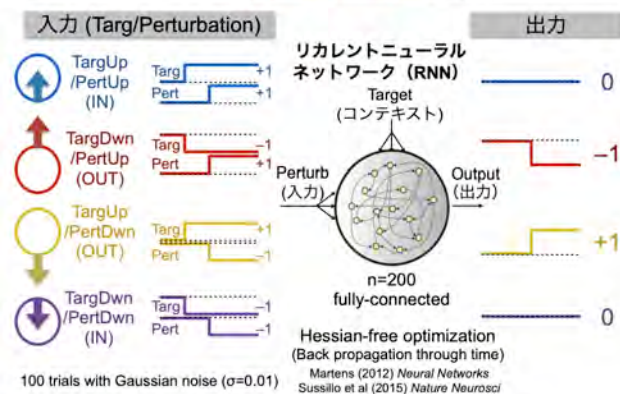 入力 (Targ/Perturbation)
出力
TargUp
/PertUp
(IN)
Targ
+1
Pert
+1
TargDwn
/PertUp
(OUT)
Targ
−1
Pert
+1
TargUp
/PertDwn
(OUT)
Targ
+1
Pert
−1
TargDwn
/PertDwn
(IN)
Targ
−1
Pert
−1
100 trials with Gaussian noise (σ=0.01)
リカレントニューラル
ネットワーク（RNN）
Target
(コンテキスト)
Perturb
(入力)
Output
（出力）
n=200
fully-connected
Hessian-free optimization
(Back propagation through time)
Martens (2012) Neural Networks
Sussillo et al (2015) Nature Neurosci
0
−1
+1
0